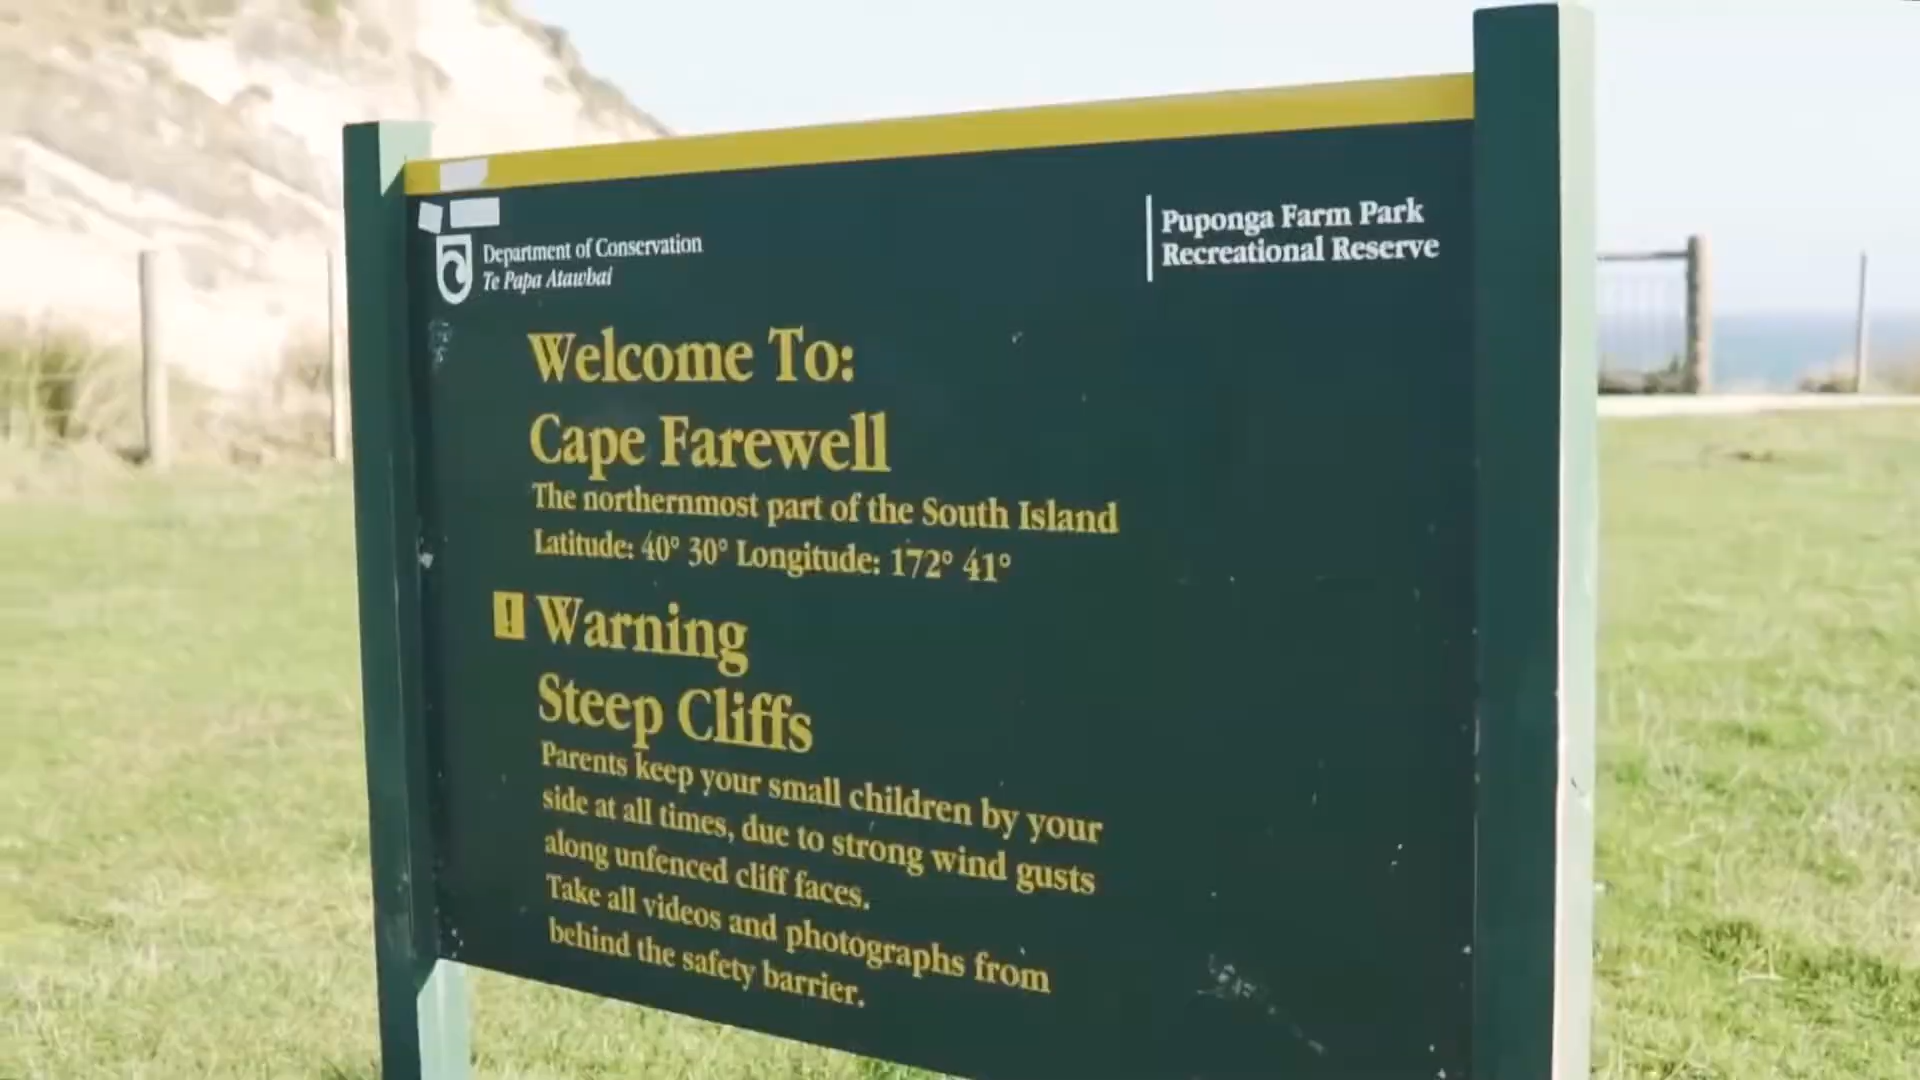 Department of Conservation
Te Papa Atawhai
Puponga Farm Park
Recreational Reserve
Welcome To:
Cape Farewell
The northernmost part of the South Island
Latitude: 40° 30° Longitude: 172° 41°
! Warning
Steep Cliffs
Parents keep your small children by your
side at all times, due to strong wind gusts
along unfenced cliff faces.
Take all videos and photographs from
behind the safety barrier.